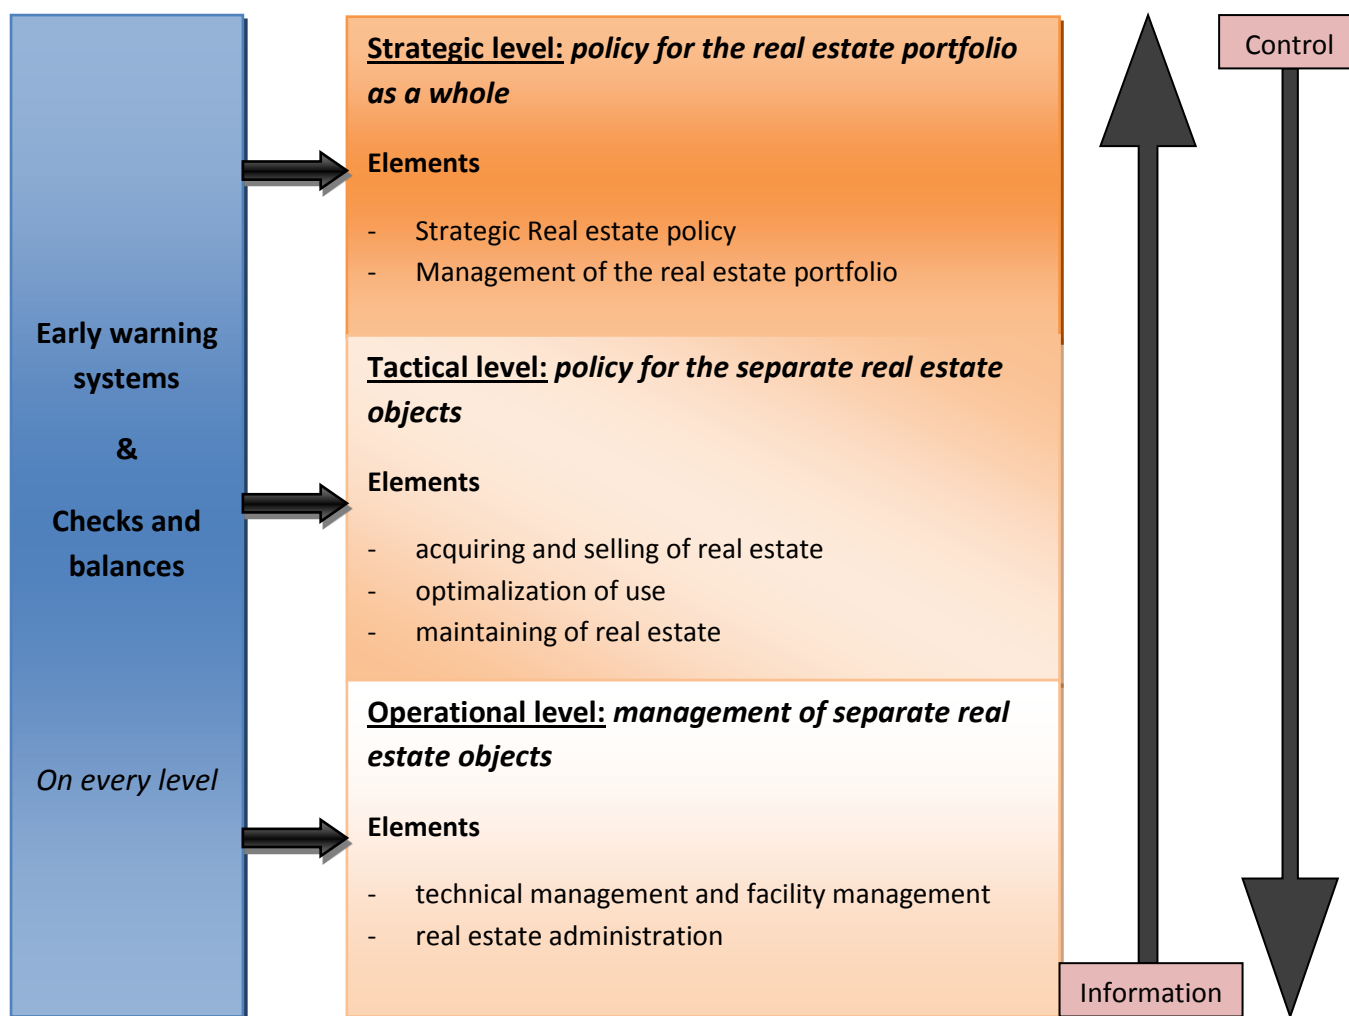 Early warning
systems
&
Checks and
balances
On every level
Strategic level: policy for the real estate portfolio
as a whole
Elements
- Strategic Real estate policy
- Management of the real estate portfolio
Tactical level: policy for the separate real estate
objects
Elements
- acquiring and selling of real estate
- optimalization of use
- maintaining of real estate
Operational level: management of separate real
estate objects
Elements
- technical management and facility management
- real estate administration
Control
Information